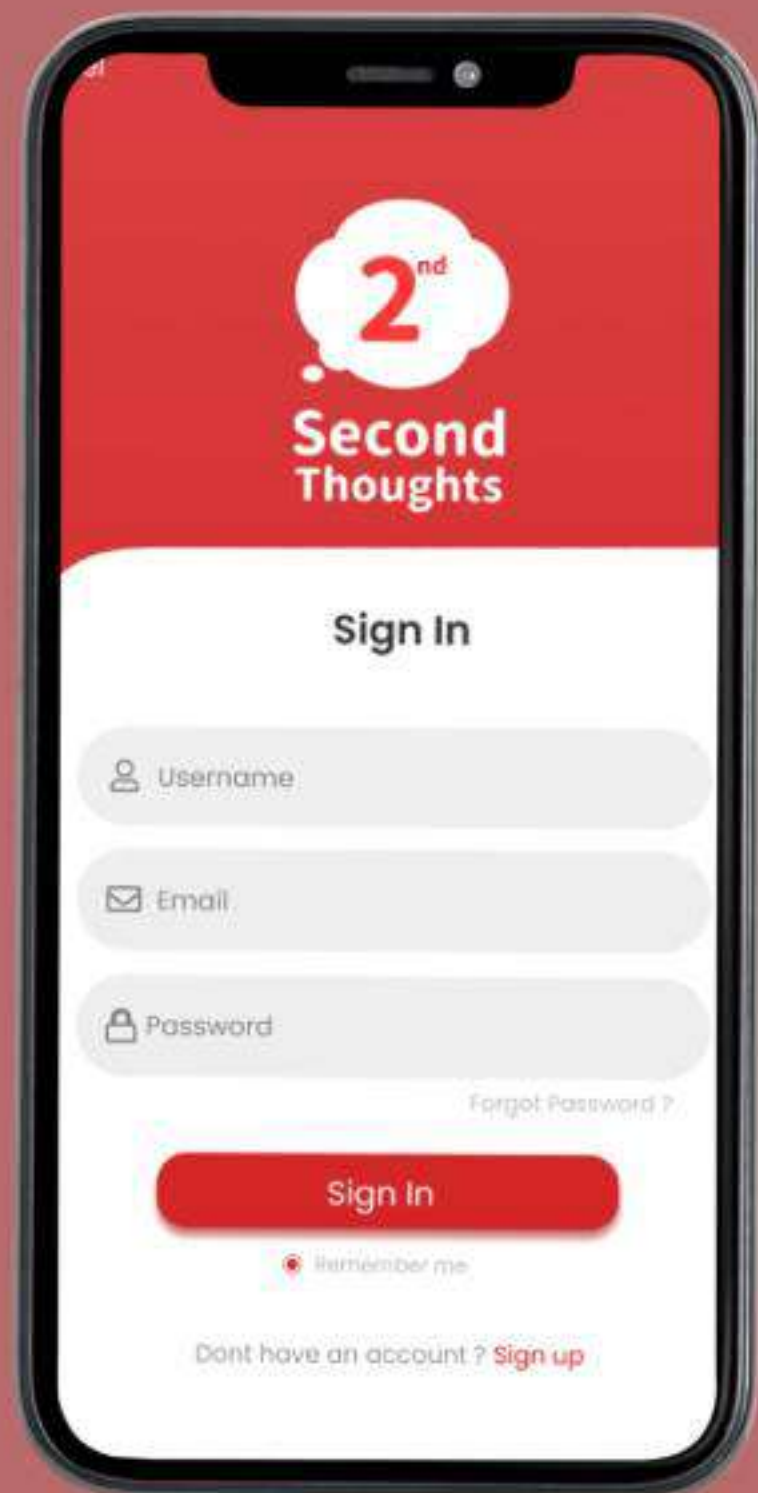 2nd
Second
Thoughts
Sign In
Username
Email
Password
Forgot Password ?
Sign In
Remember me
Dont have an account ? Sign up